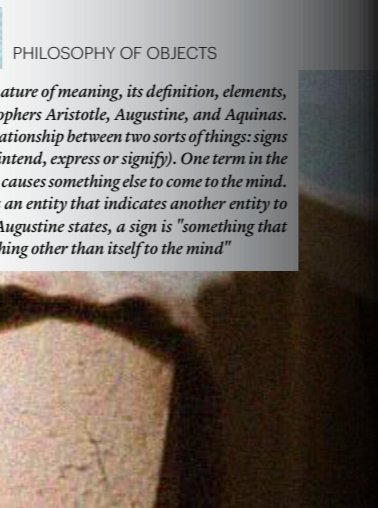 PHILOSOPHY OF OBJECTS
ature of meaning, its definition, elements,
ophers Aristotle, Augustine, and Aquinas.
ationship between two sorts of things: signs
intend, express or signify). One term in the
causes something else to come to the mind.
an entity that indicates another entity to
Augustine states, a sign is "something that
hing other than itself to the mind"